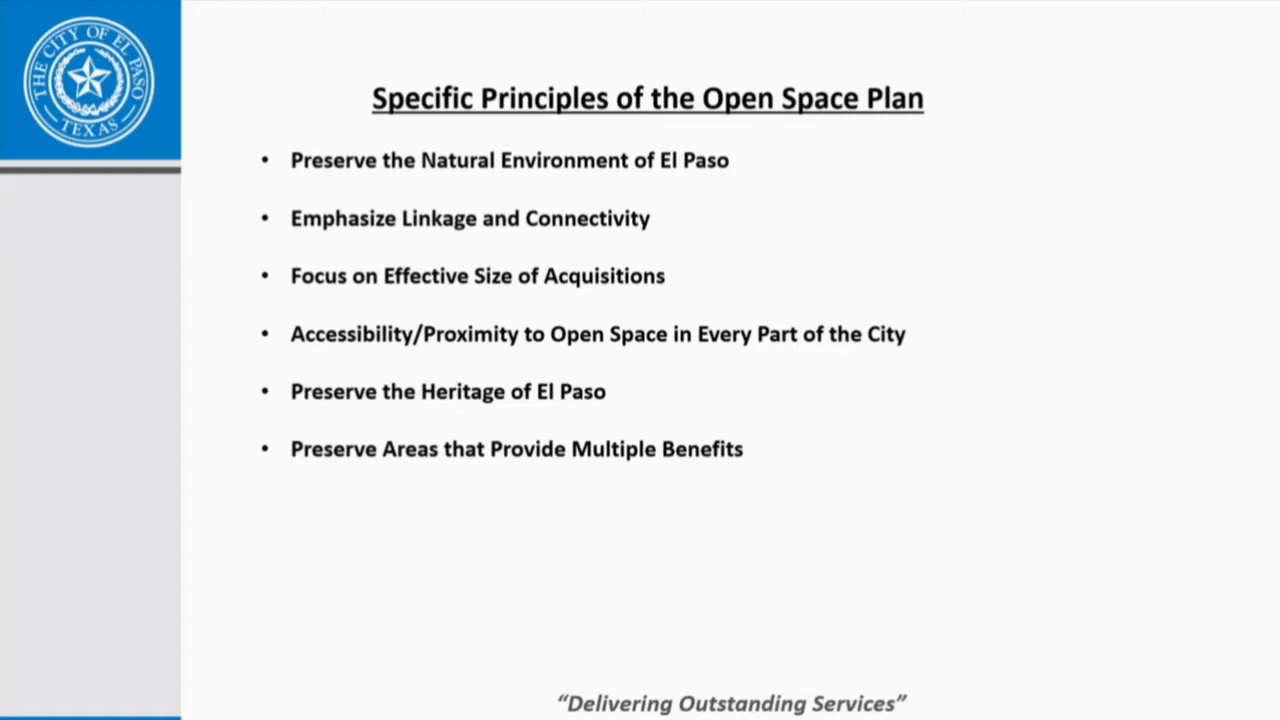 THE CITY OF EL PASO
TEXAS
Specific Principles of the Open Space Plan
• Preserve the Natural Environment of El Paso
• Emphasize Linkage and Connectivity
• Focus on Effective Size of Acquisitions
• Accessibility/Proximity to Open Space in Every Part of the City
• Preserve the Heritage of El Paso
• Preserve Areas that Provide Multiple Benefits
“Delivering Outstanding Services”